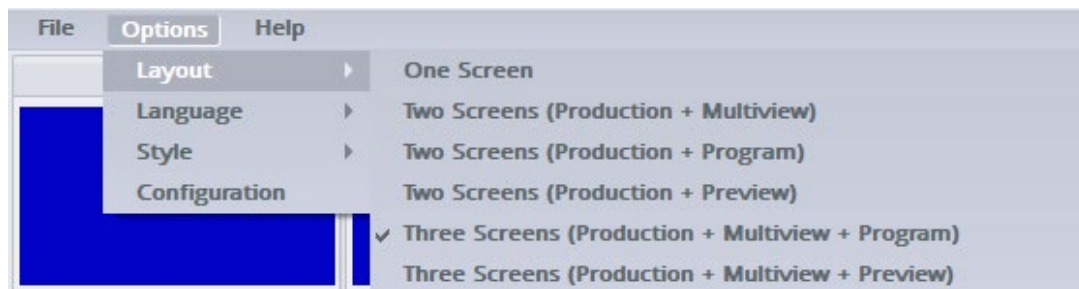 File Options Help
Layout One Screen
Language Two Screens (Production + Multiview)
Style Two Screens (Production + Program)
Configuration Two Screens (Production + Preview)
Three Screens (Production + Multiview + Program)
Three Screens (Production + Multiview + Preview)